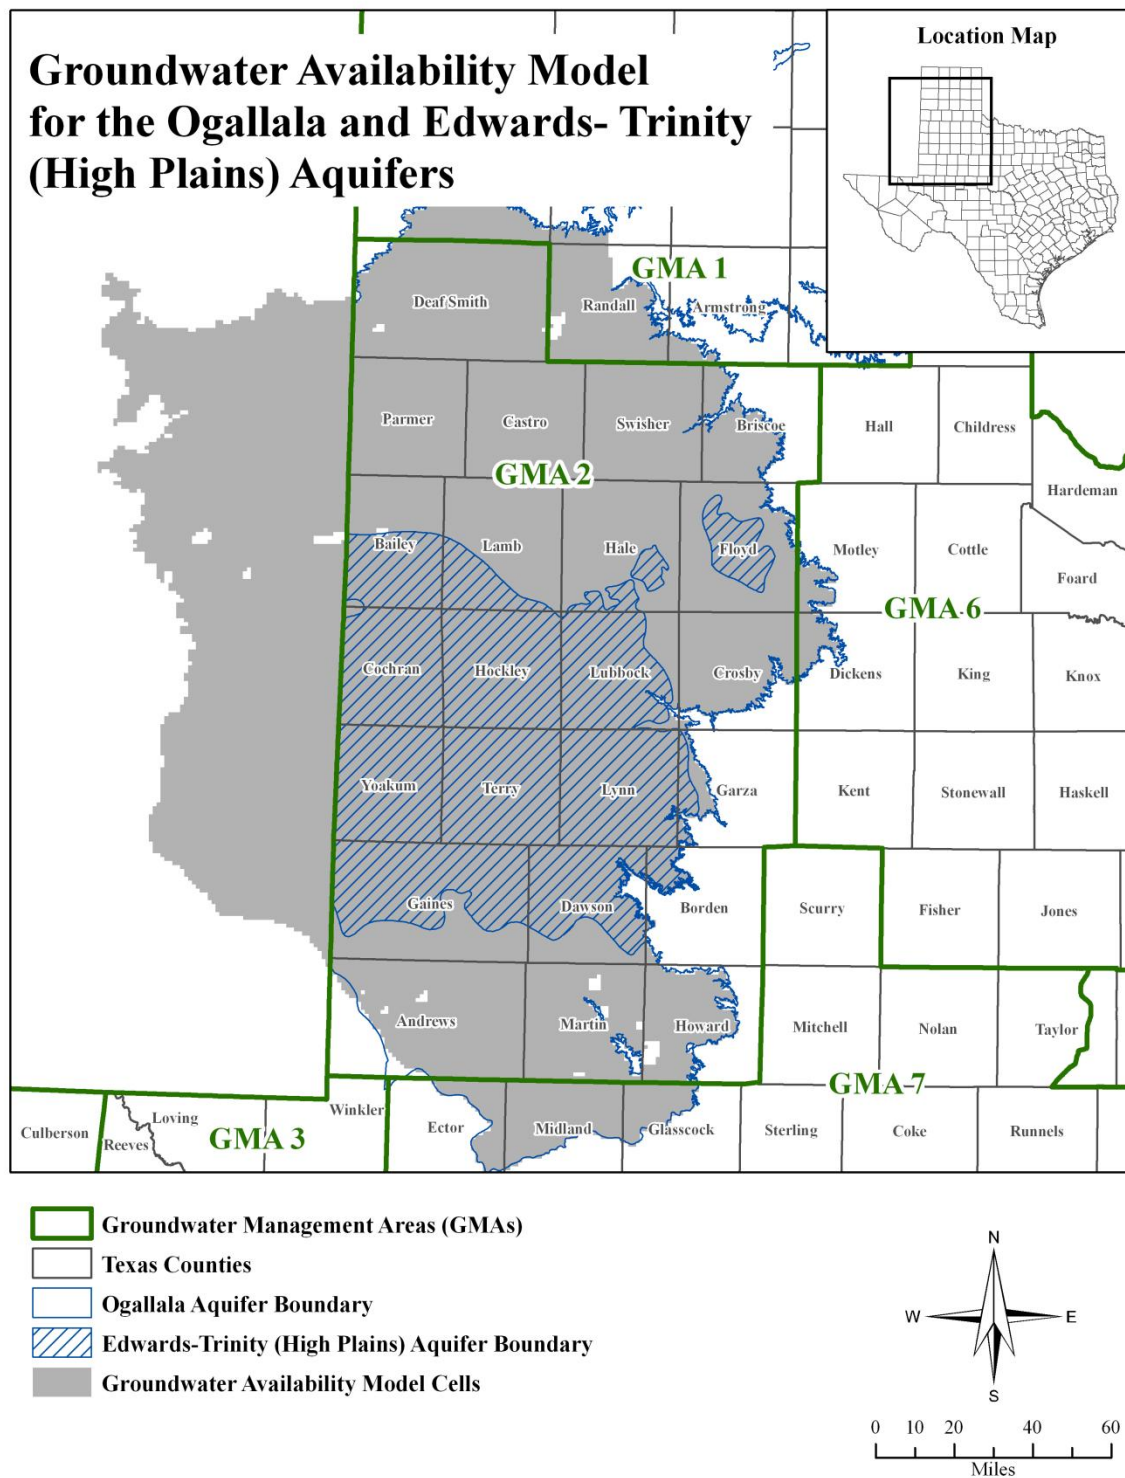 Groundwater Availability Model
for the Ogallala and Edwards- Trinity
(High Plains) Aquifers
Location Map
GMA 1
Deaf Smith
Randall
Armstrong
Parmer
Castro
Swisher
Briscoe
Hall
Childress
GMA 2
Hardeman
Bailey
Lamb
Hale
Floyd
Motley
Cottle
Foard
GMA 6
Cochran
Hockley
Lubbock
Crosby
Dickens
King
Knox
Yoakum
Terry
Lynn
Garza
Kent
Stonewall
Haskell
Gaines
Dawson
Borden
Scurry
Fisher
Jones
Andrews
Martin
Howard
Mitchell
Nolan
Taylor
GMA 7
Culberson
Reeves
Loving
GMA 3
Winkler
Ector
Midland
Glasscock
Sterling
Coke
Runnels
Groundwater Management Areas (GMAs)
Texas Counties
Ogallala Aquifer Boundary
Edwards-Trinity (High Plains) Aquifer Boundary
Groundwater Availability Model Cells
N
W
E
S
0 10 20 40 60
Miles